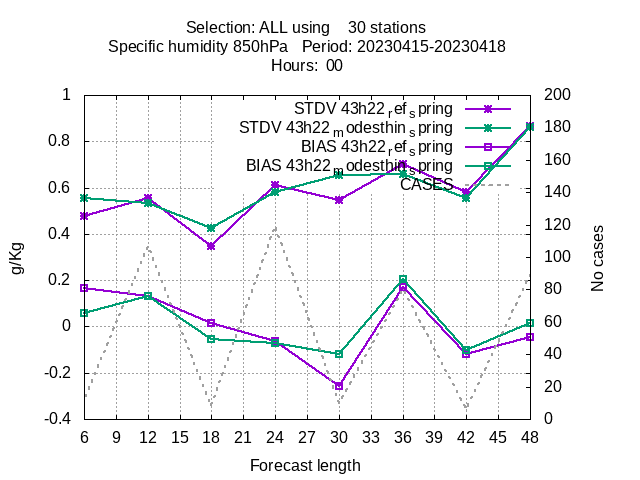 Selection: ALL using 30 stations
Specific humidity 850hPa Period: 20230415-20230418
Hours: 00
STDV 43h22_ref_spring
STDV 43h22_modesthin_spring
BIAS 43h22_ref_spring
BIAS 43h22_modesthin_spring
CASES
g/Kg
1
0.8
0.6
0.4
0.2
0
-0.2
-0.4
No cases
200
180
160
140
120
100
80
60
40
20
0
6 9 12 15 18 21 24 27 30 33 36 39 42 45 48
Forecast length